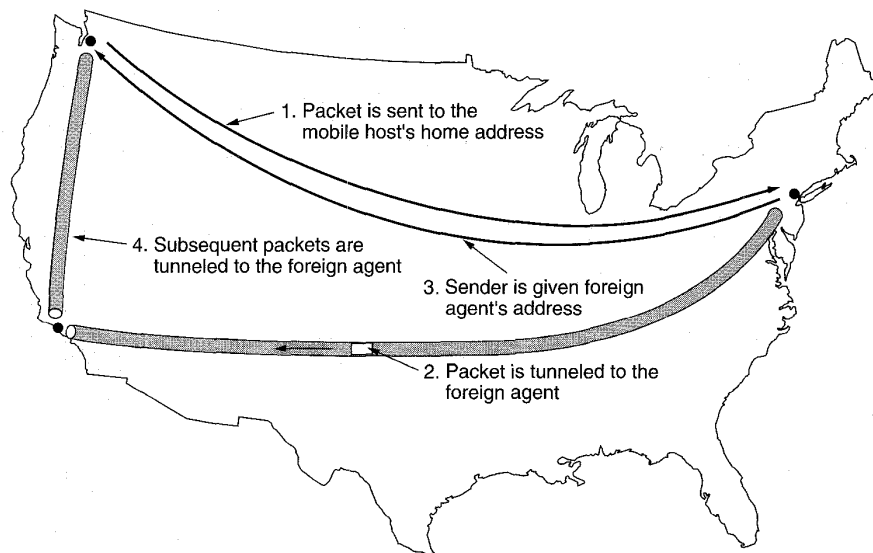 1. Packet is sent to the
mobile host's home address
4. Subsequent packets are
tunneled to the foreign agent
3. Sender is given foreign
agent's address
2. Packet is tunneled to the
foreign agent